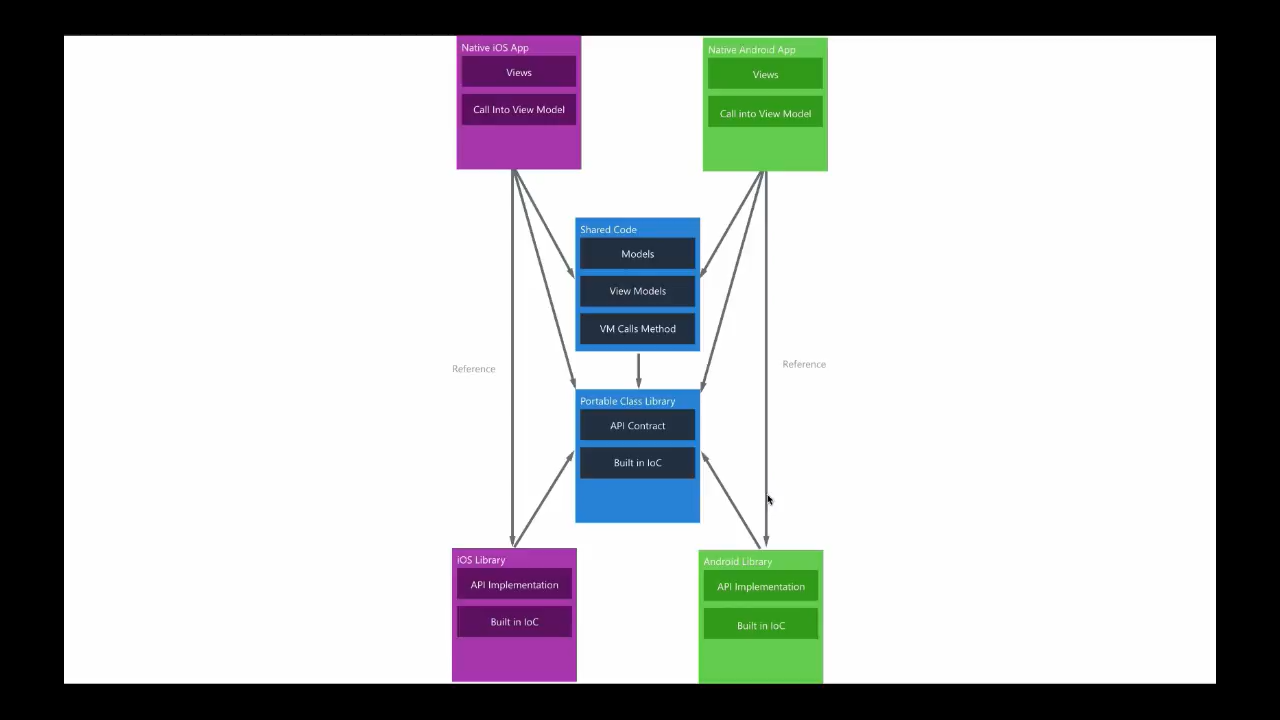 Native iOS App
Views
Call Into View Model
Native Android App
Views
Call into View Model
Shared Code
Models
View Models
VM Calls Method
Reference
Reference
Portable Class Library
API Contract
Built in IoC
iOS Library
API Implementation
Built in IoC
Android Library
API Implementation
Built in IoC